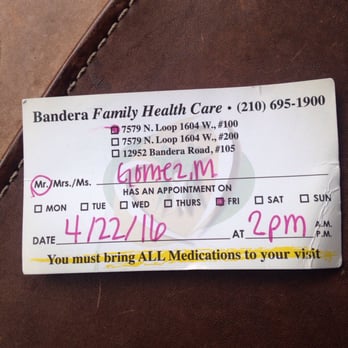 Bandera Family Health Care • (210) 695-1900
7579 N. Loop 1604 W., #100
7579 N. Loop 1604 W., #200
12952 Bandera Road, #105
Mr./Mrs./Ms. Gomez, M
HAS AN APPOINTMENT ON
MON TUE WED THURS FRI SAT SUN
DATE 4/22/16 AT 2pm A.M. P.M.
You must bring ALL Medications to your visit